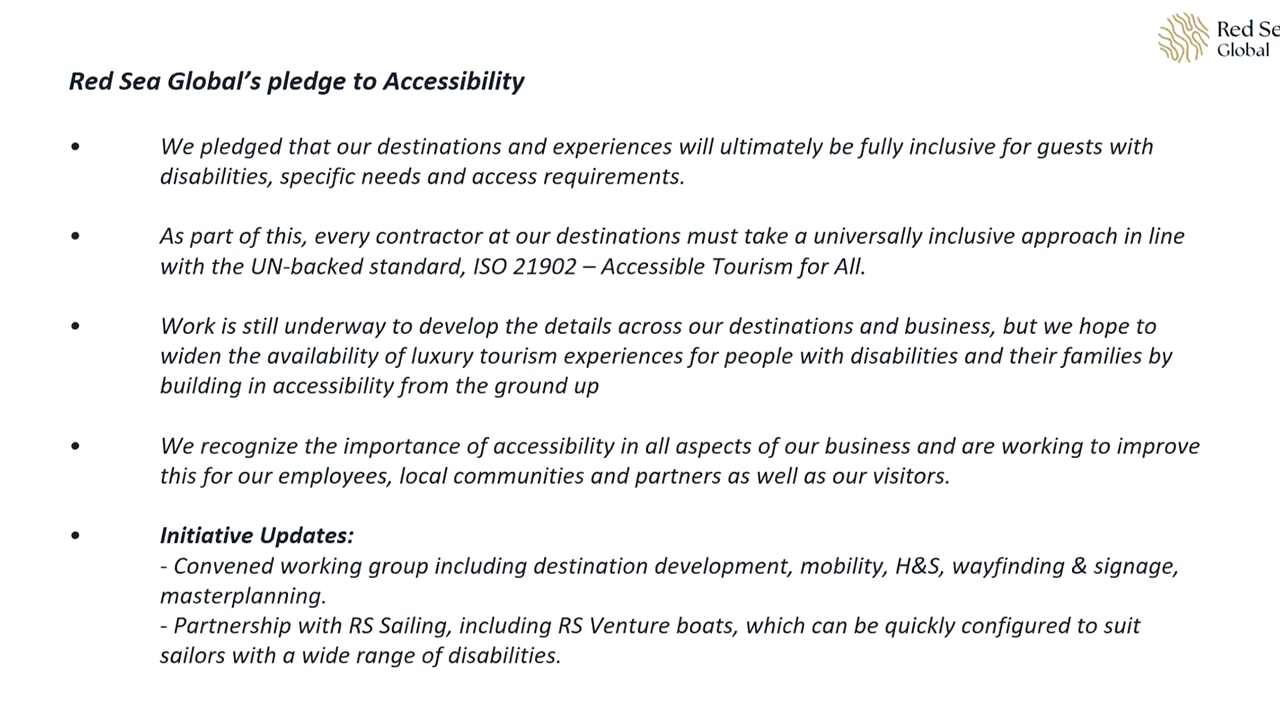 Red Se
Global
Red Sea Global’s pledge to Accessibility
• We pledged that our destinations and experiences will ultimately be fully inclusive for guests with
disabilities, specific needs and access requirements.
• As part of this, every contractor at our destinations must take a universally inclusive approach in line
with the UN-backed standard, ISO 21902 – Accessible Tourism for All.
• Work is still underway to develop the details across our destinations and business, but we hope to
widen the availability of luxury tourism experiences for people with disabilities and their families by
building in accessibility from the ground up
• We recognize the importance of accessibility in all aspects of our business and are working to improve
this for our employees, local communities and partners as well as our visitors.
• Initiative Updates:
- Convened working group including destination development, mobility, H&S, wayfinding & signage,
masterplanning.
- Partnership with RS Sailing, including RS Venture boats, which can be quickly configured to suit
sailors with a wide range of disabilities.